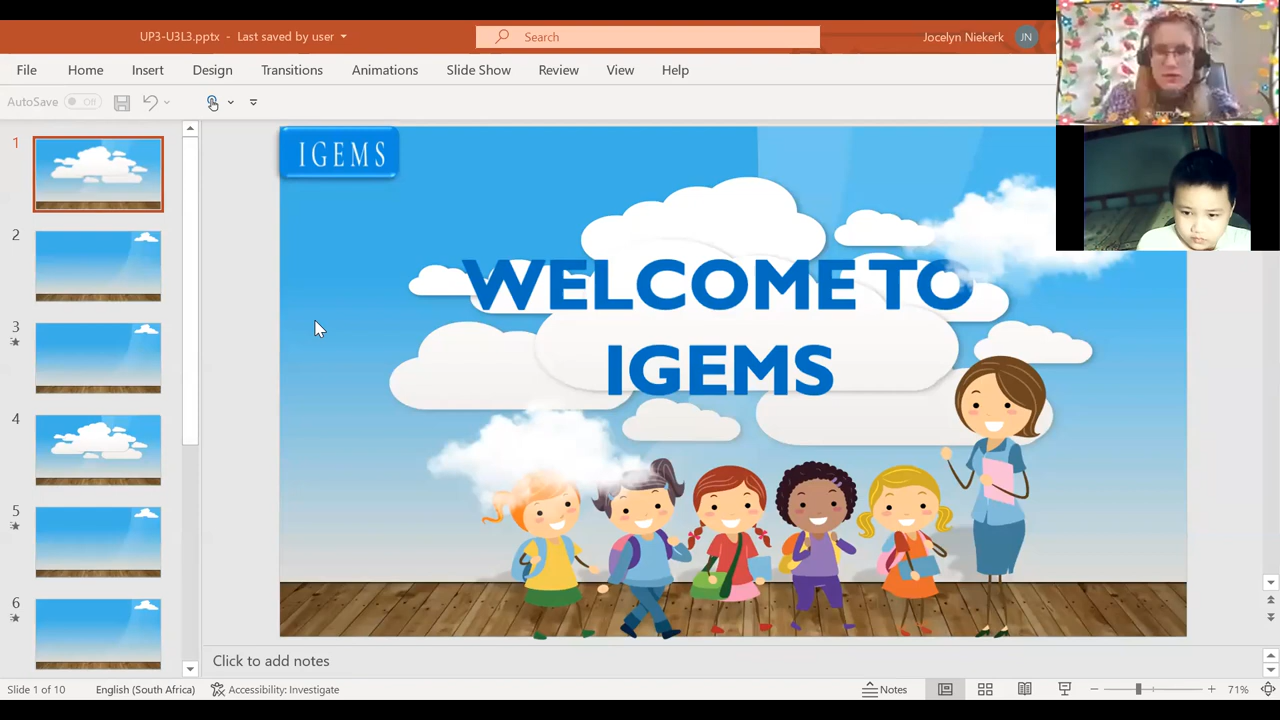 UP3-U3L3.pptx - Last saved by user
Search
Jocelyn Niekerk JN
File Home Insert Design Transitions Animations Slide Show Review View Help
AutoSave Off
1
2
3
4
5
6
IGEMS
WELCOME TO
IGEMS
Click to add notes
Slide 1 of 10 English (South Africa) Accessibility: Investigate Notes 71%